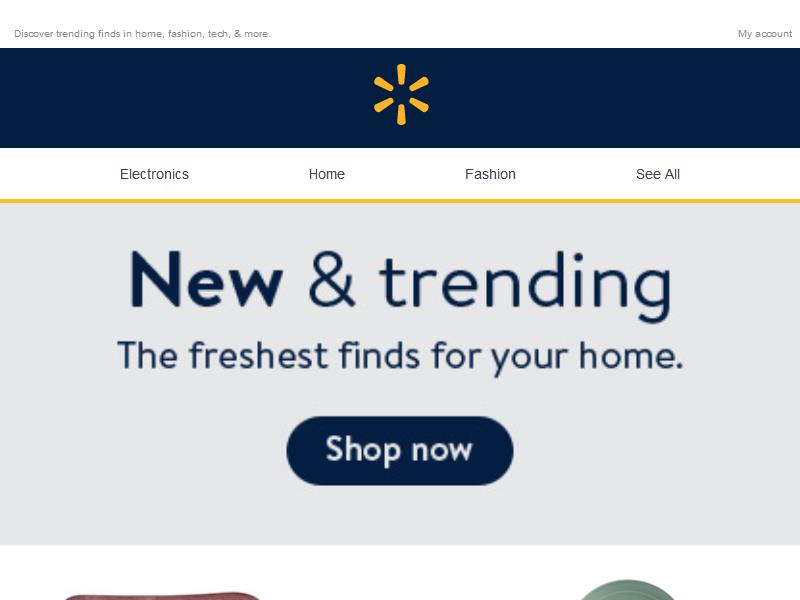 Discover trending finds in home, fashion, tech, & more.
My account
Electronics
Home
Fashion
See All
New & trending
The freshest finds for your home.
Shop now